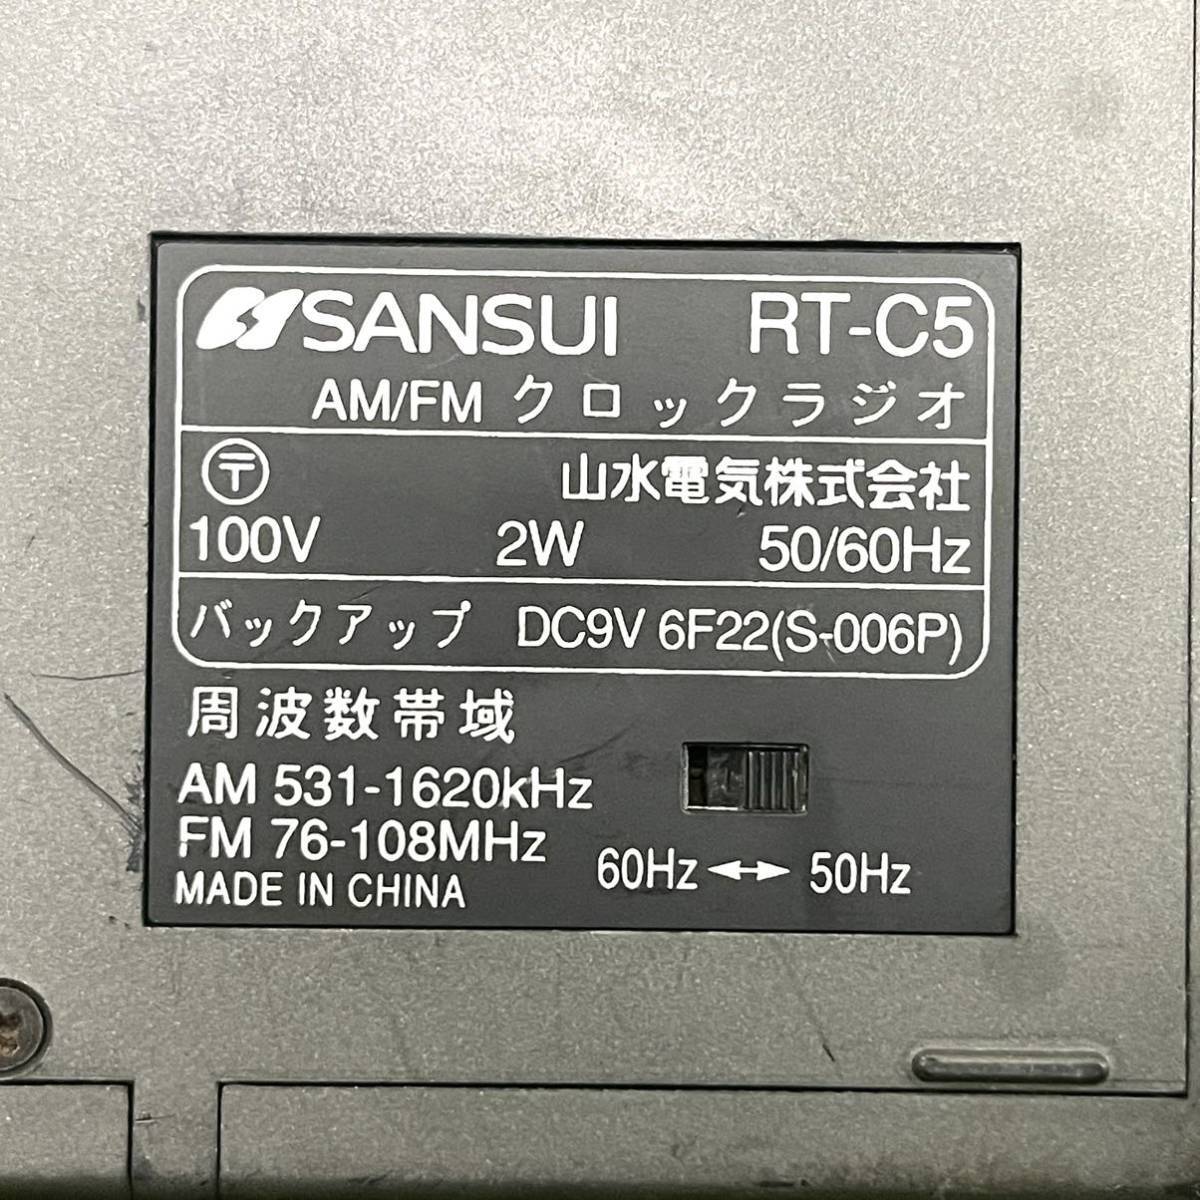 SANSUI RT-C5
AM/FM クロックラジオ
〒 山水電気株式会社
100V 2W 50/60Hz
バックアップ DC9V 6F22(S-006P)
周波数帯域
AM 531-1620kHz
FM 76-108MHz
MADE IN CHINA
60Hz ↔ 50Hz